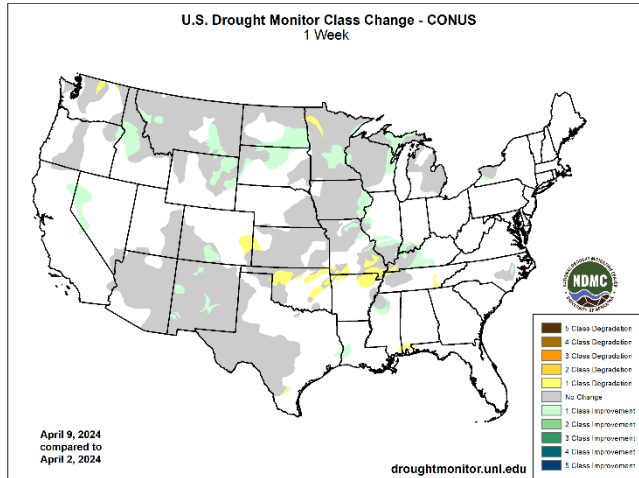 U.S. Drought Monitor Class Change - CONUS
1 Week
NDMC
5 Class Degradation
4 Class Degradation
3 Class Degradation
2 Class Degradation
1 Class Degradation
No Change
1 Class Improvement
2 Class Improvement
3 Class Improvement
4 Class Improvement
5 Class Improvement
April 9, 2024
compared to
April 2, 2024
droughtmonitor.unl.edu